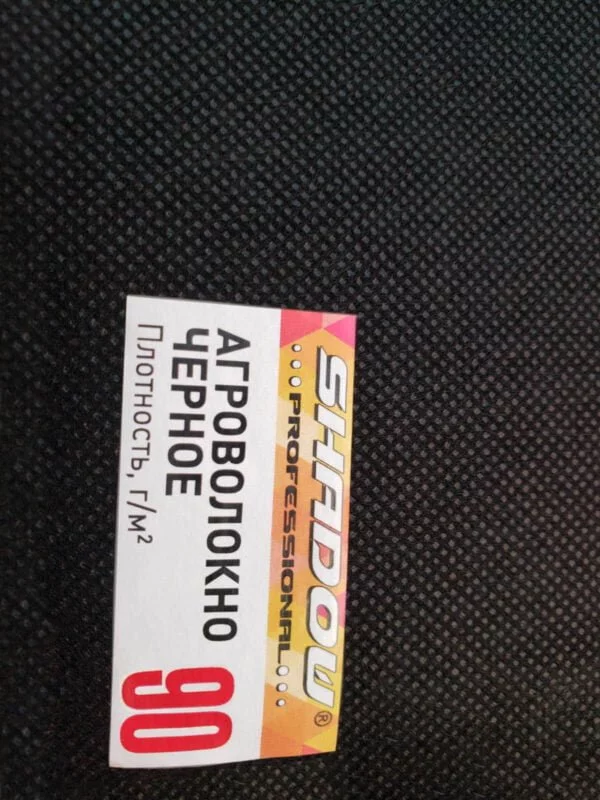 SHADOW®
...PROFESSIONAL...
АГРОВОЛОКНО
ЧЕРНОЕ
Плотность, г/м²
90